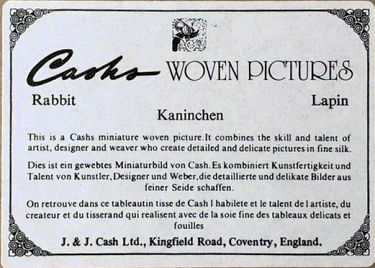 Cashs WOVEN PICTURES
Rabbit Lapin
Kaninchen
This is a Cashs miniature woven picture.It combines the skill and talent of
artist, designer and weaver who create detailed and delicate pictures in fine silk.
Dies ist ein gewebtes Miniaturbild von Cash.Es kombiniert Kunstfertigkeit und
Talent von Kunstler,Designer und Weber,die detaillierte und delikate Bilder aus
feiner Seide schaffen.
On retrouve dans ce tableautin tisse de Cash l habilete et le talent de l artiste, du
createur et du tisserand qui realisent avec de la soie fine des tableaux delicats et
fouilles
J. & J. Cash Ltd., Kingfield Road, Coventry, England.